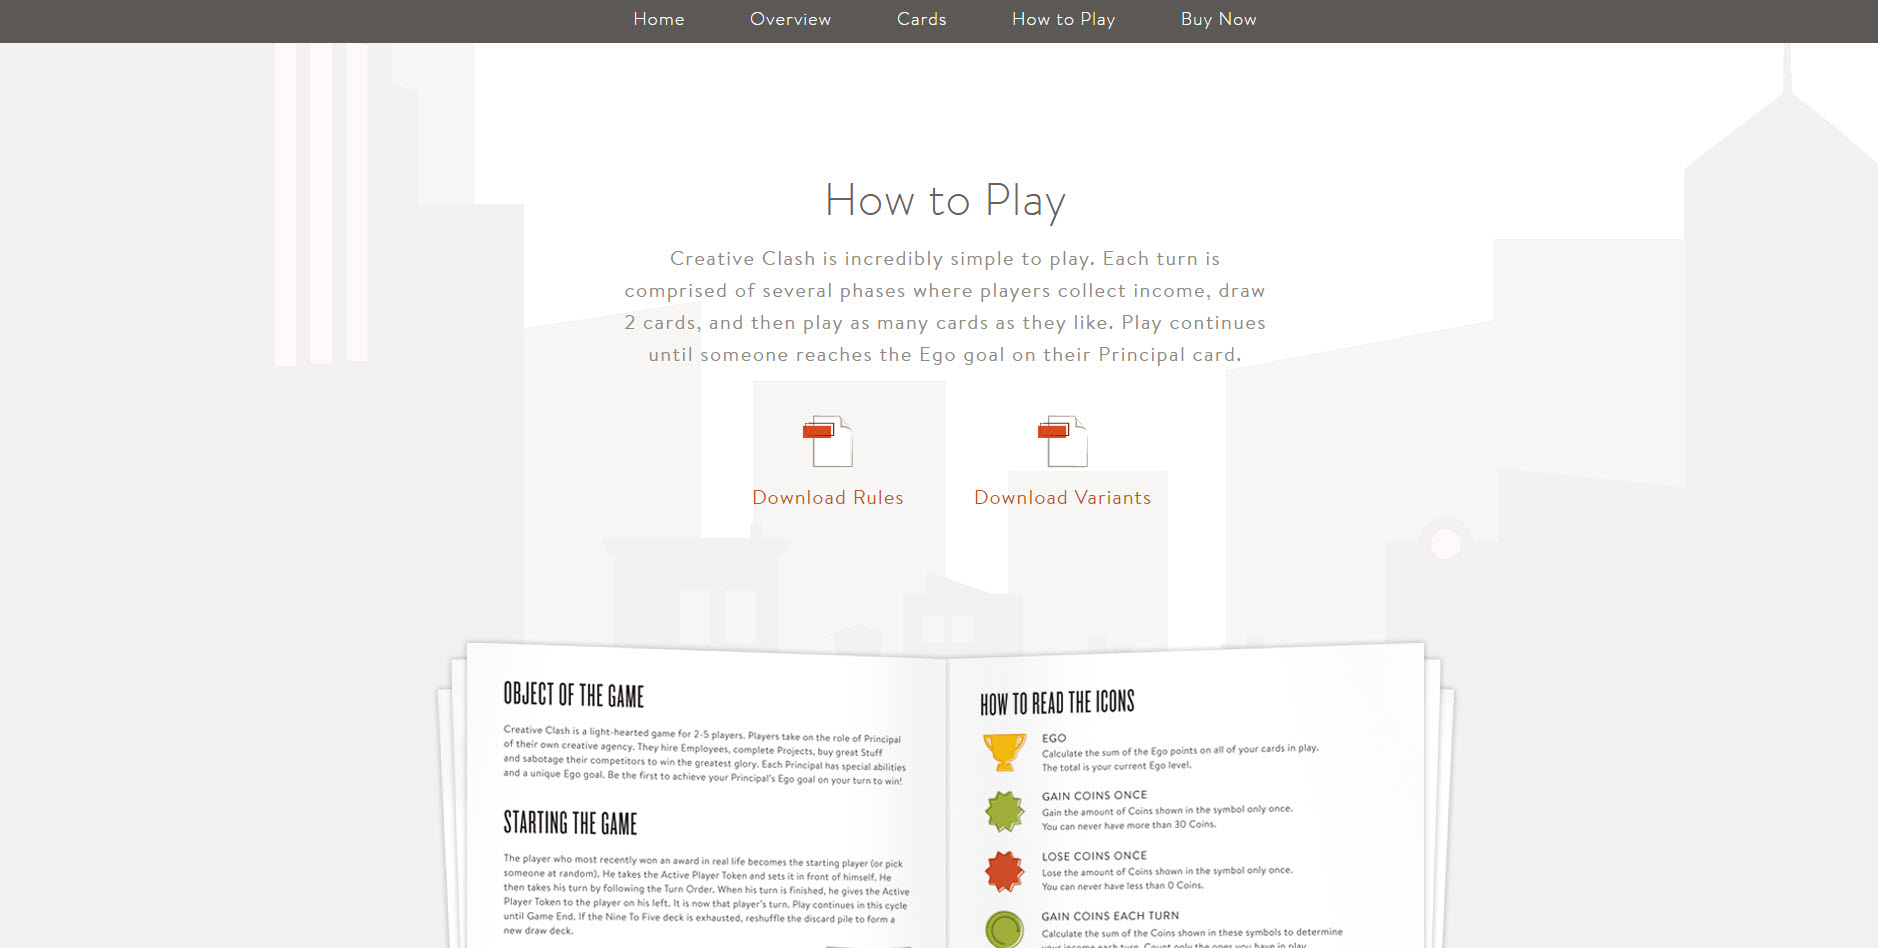 Home Overview Cards How to Play Buy Now
How to Play
Creative Clash is incredibly simple to play. Each turn is
comprised of several phases where players collect income, draw
2 cards, and then play as many cards as they like. Play continues
until someone reaches the Ego goal on their Principal card.
Download Rules
Download Variants
OBJECT OF THE GAME
Creative Clash is a light-hearted game for 2-5 players. Players take on the role of Principal
of their own creative agency. They hire Employees, complete Projects, buy great Stuff
and sabotage their competitors to win the greatest glory. Each Principal has special abilities
and a unique Ego goal. Be the first to achieve your Principal's Ego goal on your turn to win!
STARTING THE GAME
The player who most recently won an award in real life becomes the starting player (or pick
someone at random). He takes the Active Player Token and sets it in front of himself. He
then takes his turn by following the Turn Order. When his turn is finished, he gives the Active
Player Token to the player on his left. It is now that player's turn. Play continues in this cycle
until Game End. If the Nine To Five deck is exhausted, reshuffle the discard pile to form a
new draw deck.
HOW TO READ THE ICONS
EGO
Calculate the sum of the Ego points on all of your cards in play.
The total is your current Ego level.
GAIN COINS ONCE
Gain the amount of Coins shown in the symbol only once.
You can never have more than 30 Coins.
LOSE COINS ONCE
Lose the amount of Coins shown in the symbol only once.
You can never have less than 0 Coins.
GAIN COINS EACH TURN
Calculate the sum of the Coins shown in these symbols to determine
your income each turn. Count only the ones you have in play.